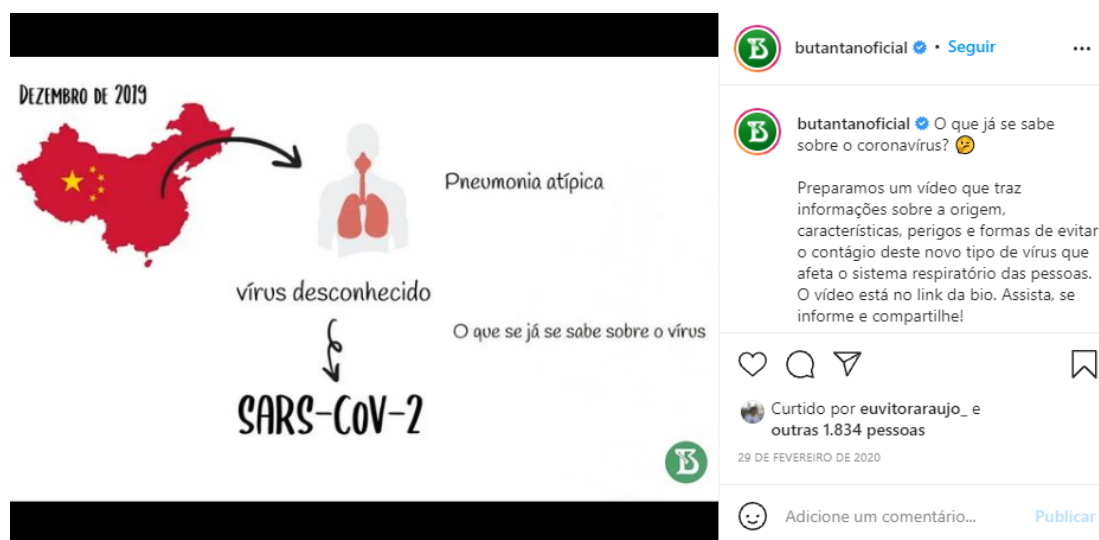 DEZEMBRO DE 2019
Pneumonia atípica
vírus desconhecido
O que se já se sabe sobre o vírus
SARS-CoV-2
B
butantanoficial • Seguir
butantanoficial O que já se sabe
sobre o coronavírus? 🤔
Preparamos um vídeo que traz
informações sobre a origem,
características, perigos e formas de evitar
o contágio deste novo tipo de vírus que
afeta o sistema respiratório das pessoas.
O vídeo está no link da bio. Assista, se
informe e compartilhe!
Curtido por euvitoraraujo_ e
outras 1.834 pessoas
29 DE FEVEREIRO DE 2020
Adicione um comentário... Publicar